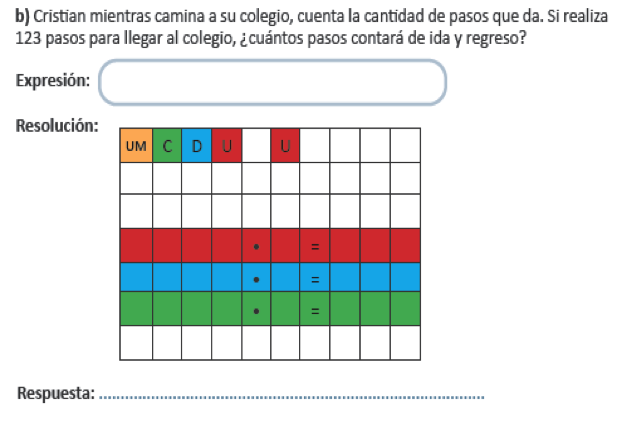 b) Cristian mientras camina a su colegio, cuenta la cantidad de pasos que da. Si realiza
123 pasos para llegar al colegio, ¿cuántos pasos contará de ida y regreso?
Expresión:
Resolución:
UM C D U U
• =
• =
• =
Respuesta: ........................................................................